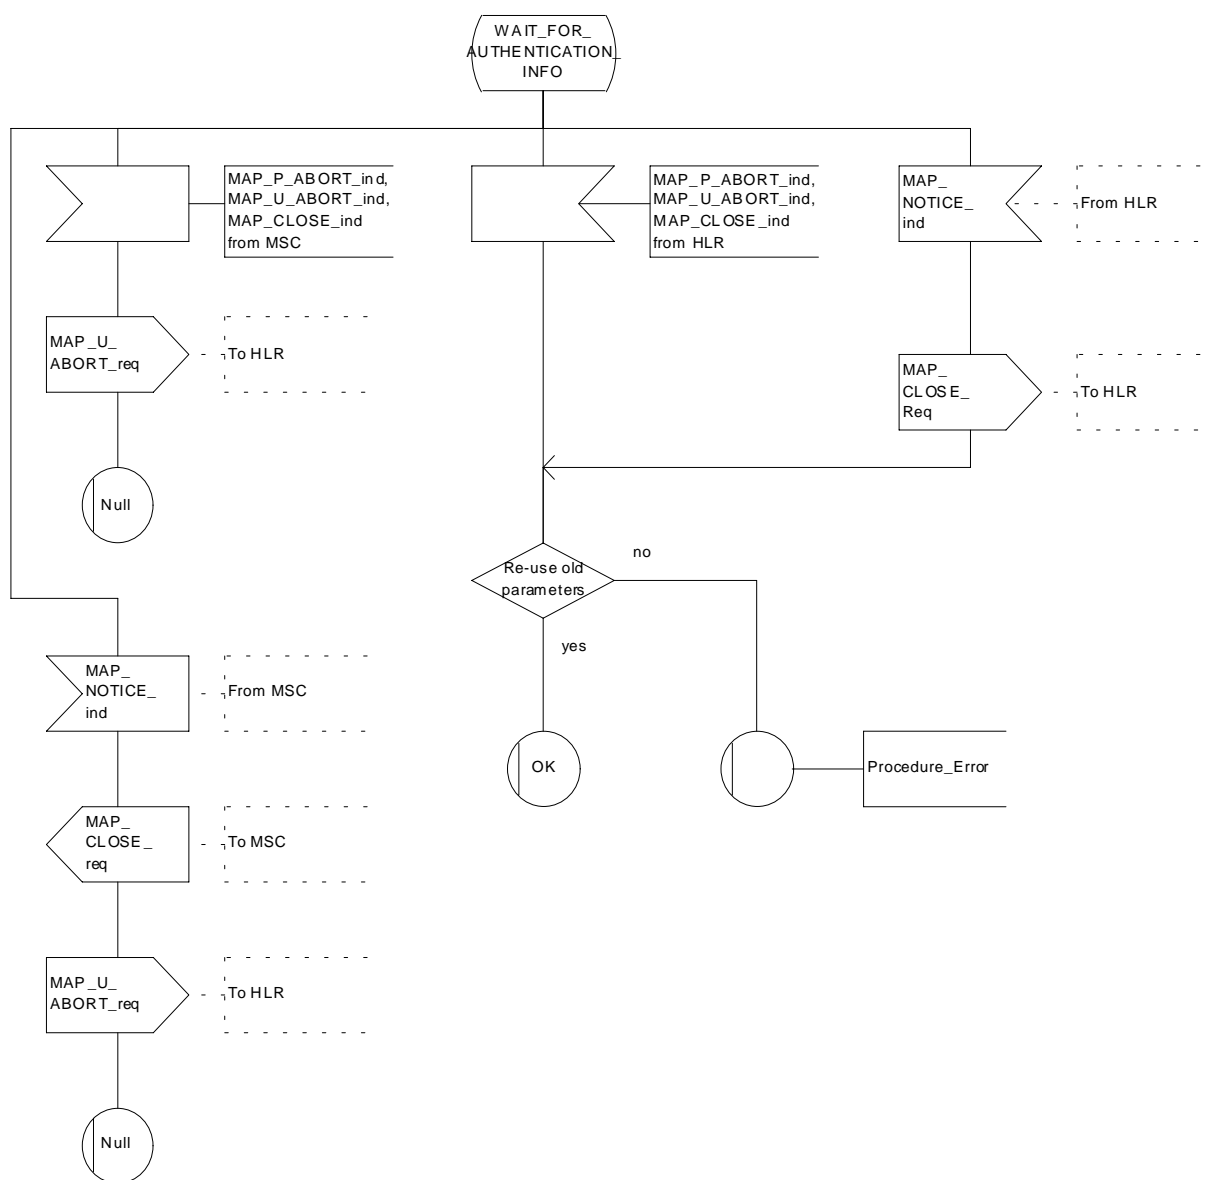 WAIT_FOR_
AUTHENTICATION_
INFO
MAP_P_ABORT_ind,
MAP_U_ABORT_ind,
MAP_CLOSE_ind
from MSC
MAP_P_ABORT_ind,
MAP_U_ABORT_ind,
MAP_CLOSE_ind
from HLR
MAP_
NOTICE_
ind
From HLR
MAP_U_
ABORT_req
To HLR
MAP_
CLOSE_
Req
To HLR
Null
Re-use old
parameters
no
yes
MAP_
NOTICE_
ind
From MSC
OK
Procedure_Error
MAP_
CLOSE_
req
To MSC
MAP_U_
ABORT_req
To HLR
Null